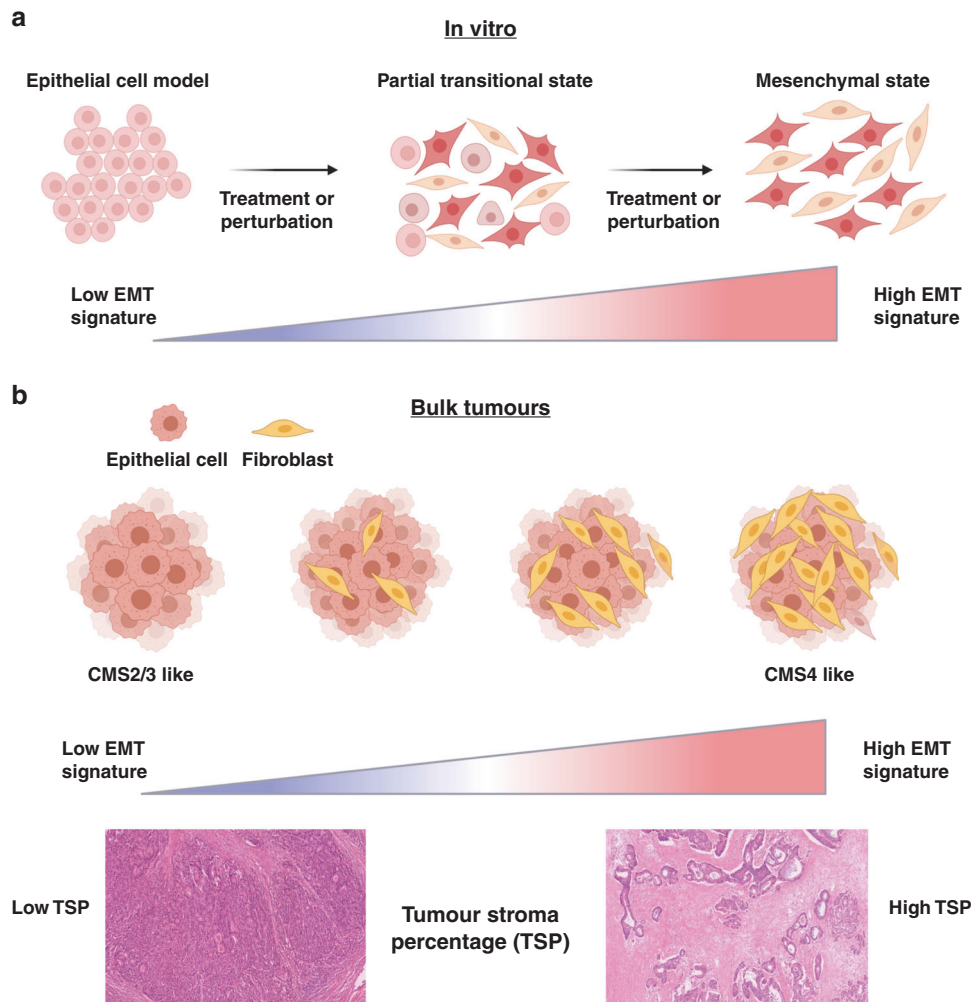 a
In vitro
Epithelial cell model
Partial transitional state
Mesenchymal state
Treatment or
perturbation
Treatment or
perturbation
Low EMT
signature
High EMT
signature
b
Bulk tumours
Epithelial cell
Fibroblast
CMS2/3 like
CMS4 like
Low EMT
signature
High EMT
signature
Low TSP
Tumour stroma
percentage (TSP)
High TSP